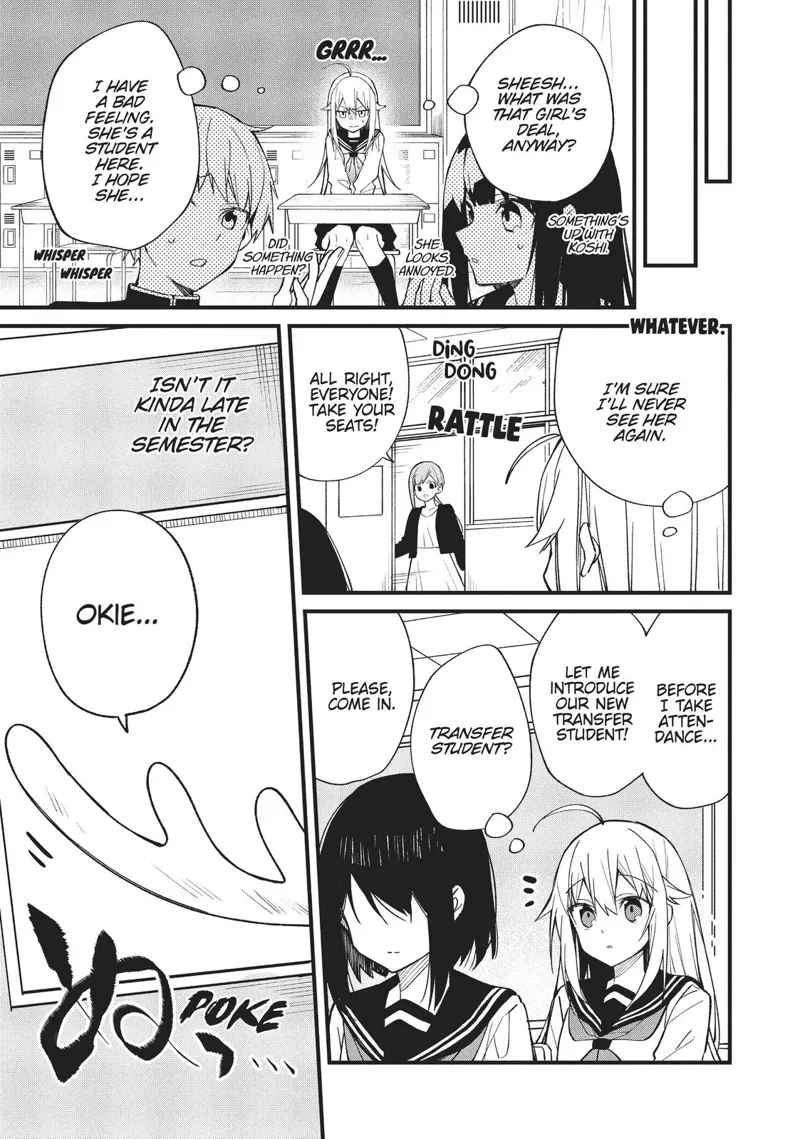 SHEESH...
WHAT WAS
THAT GIRL'S
DEAL,
ANYWAY?
SOMETHING'S
UP WITH
KOSHI.
GRRR...
SHE
LOOKS
ANNOYED.
DID
SOMETHING
HAPPEN?
I HAVE
A BAD
FEELING.
SHE'S A
STUDENT
HERE.
I HOPE
SHE...
WHISPER
WHISPER
WHATEVER.
I'M SURE
I'LL NEVER
SEE HER
AGAIN.
DING
DONG
RATTLE
ALL RIGHT,
EVERYONE!
TAKE YOUR
SEATS!
BEFORE
I TAKE
ATTEN-
DANCE...
LET ME
INTRODUCE
OUR NEW
TRANSFER
STUDENT!
TRANSFER
STUDENT?
PLEASE,
COME IN.
ISN'T IT
KINDA LATE
IN THE
SEMESTER?
OKIE...
ぬっ...
POKE